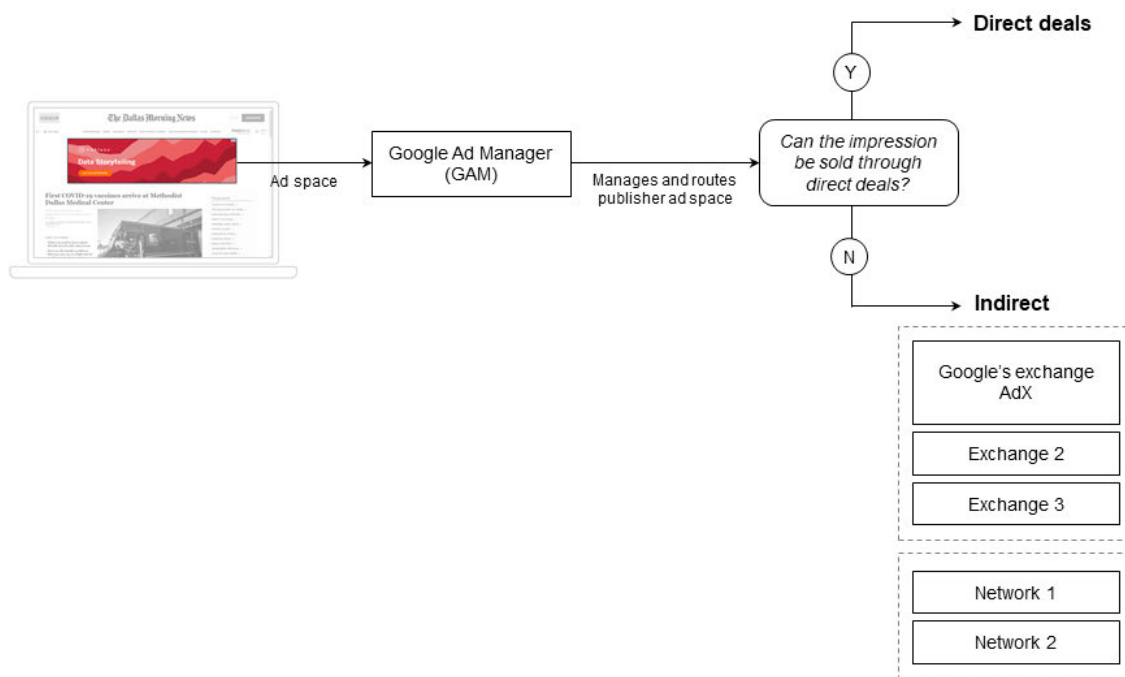 Direct deals
Y
The Dallas Morning News
Data Storytelling
Ad space
Google Ad Manager
(GAM)
Manages and routes
publisher ad space
Can the impression
be sold through
direct deals?
First COVID-19 vaccines arrive at Methodist
Dallas Medical Center
N
Indirect
Google’s exchange
AdX
Exchange 2
Exchange 3
Network 1
Network 2